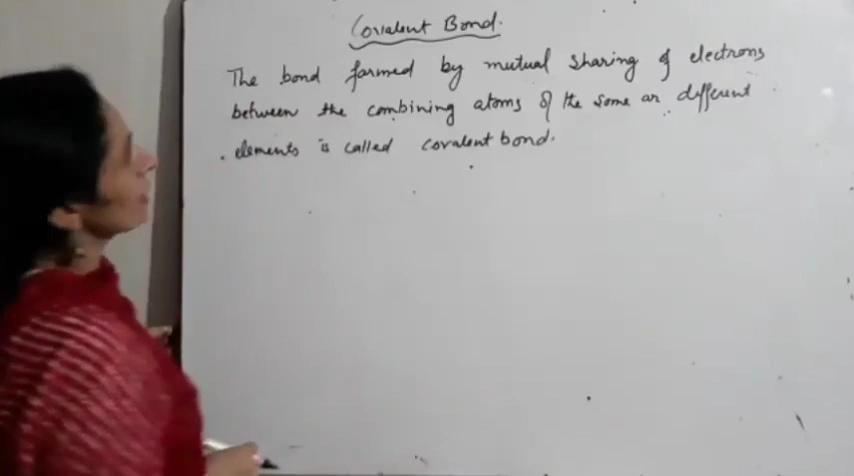 Covalent Bond.
The bond formed by mutual sharing of electrons
between the combining atoms of the same or different
elements is called covalent bond.